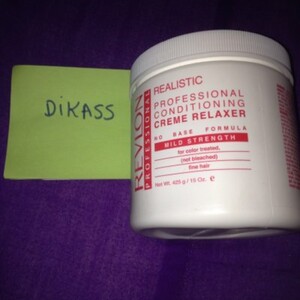 DiKASS
REVLON
PROFESSIONAL
REALISTIC
PROFESSIONAL
CONDITIONING
CREME RELAXER
NO BASE FORMULA
MILD STRENGTH
for color treated,
(not bleached)
fine hair
Net Wt. 425 g / 15 Oz. e